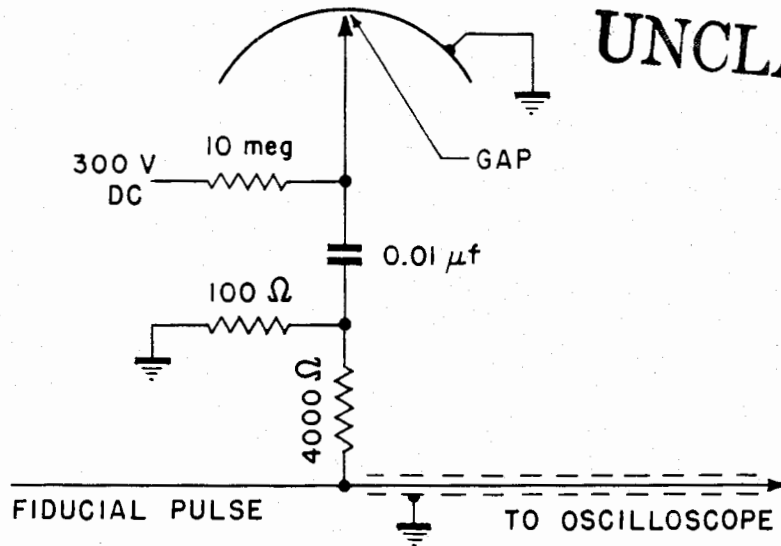 UNCLA
10 meg
300 V
DC
GAP
0.01 μf
100 Ω
4000 Ω
FIDUCIAL PULSE
TO OSCILLOSCOPE